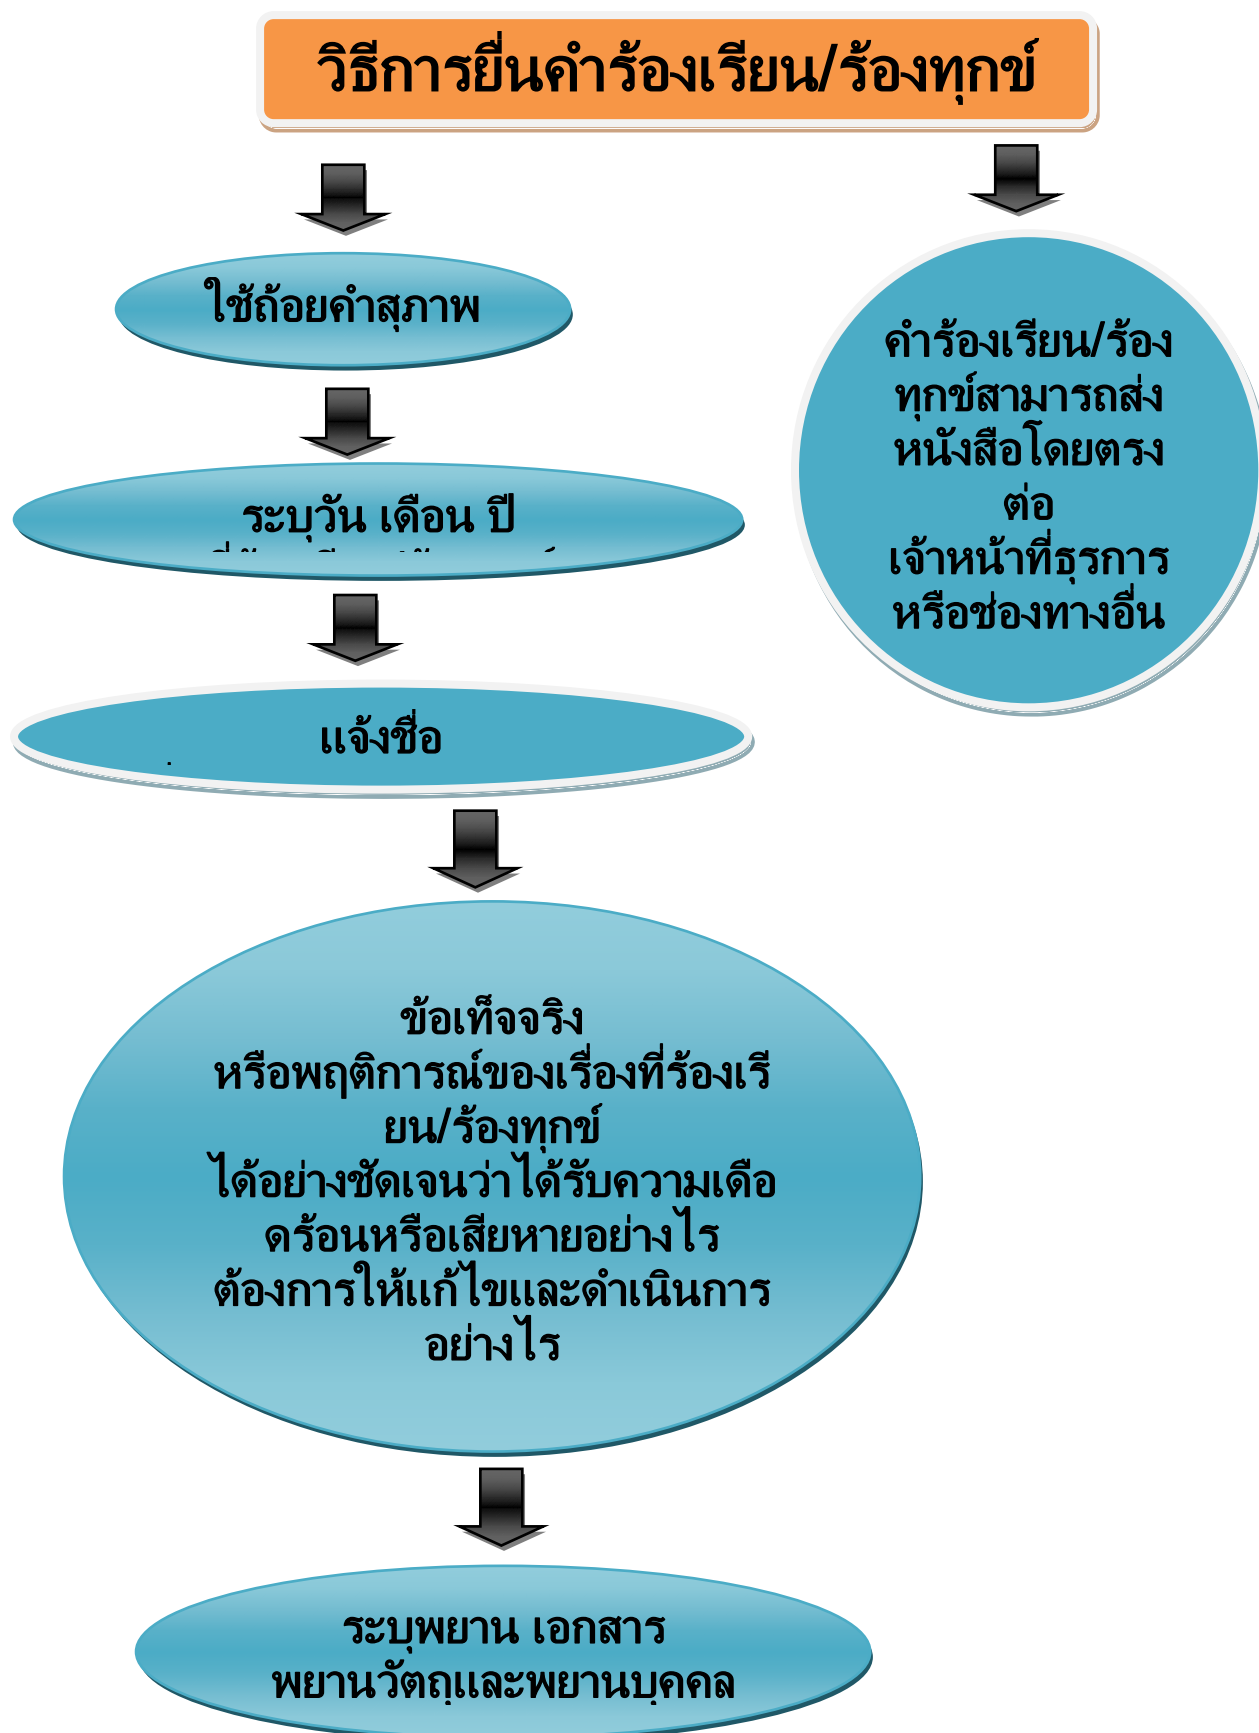 วิธีการยื่นคำร้องเรียน/ร้องทุกข์
ใช้ถ้อยคำสุภาพ
ระบุวัน เดือน ปี
แจ้งชื่อ
ข้อเท็จจริง
หรือพฤติการณ์ของเรื่องที่ร้องเรี
ยน/ร้องทุกข์
ได้อย่างชัดเจนว่าได้รับความเดือ
ดร้อนหรือเสียหายอย่างไร
ต้องการให้แก้ไขและดำเนินการ
อย่างไร
ระบุพยาน เอกสาร
พยานวัตถุและพยานบุคคล
คำร้องเรียน/ร้อง
ทุกข์สามารถส่ง
หนังสือโดยตรง
ต่อ
เจ้าหน้าที่ธุรการ
หรือช่องทางอื่น